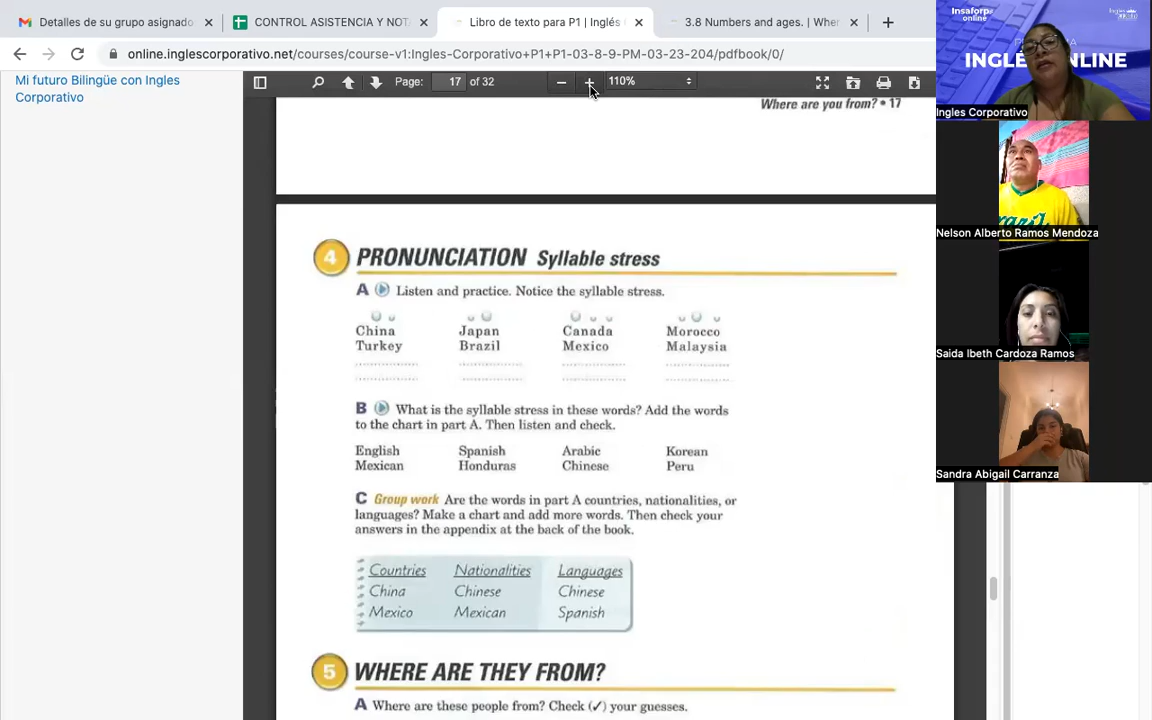 Detalles de su grupo asignado
CONTROL ASISTENCIA Y NOT
Libro de texto para P1 | Inglés
3.8 Numbers and ages. | Wher
online.inglescorporativo.net/courses/course-v1:Ingles-Corporativo+P1+P1-03-8-9-PM-03-23-204/pdfbook/0/
Mi futuro Bilingüe con Ingles
Corporativo
Page: 17 of 32
110%
Where are you from? • 17
4 PRONUNCIATION Syllable stress
A Listen and practice. Notice the syllable stress.
China Japan Canada Morocco
Turkey Brazil Mexico Malaysia
B What is the syllable stress in these words? Add the words
to the chart in part A. Then listen and check.
English Spanish Arabic Korean
Mexican Honduras Chinese Peru
C Group work Are the words in part A countries, nationalities, or
languages? Make a chart and add more words. Then check your
answers in the appendix at the back of the book.
Countries Nationalities Languages
China Chinese Chinese
Mexico Mexican Spanish
5 WHERE ARE THEY FROM?
A Where are these people from? Check (✓) your guesses.
Insaforp
online
INGL
ONLINE
Ingles Corporativo
Nelson Alberto Ramos Mendoza
Saida Ibeth Cardoza Ramos
Sandra Abigail Carranza